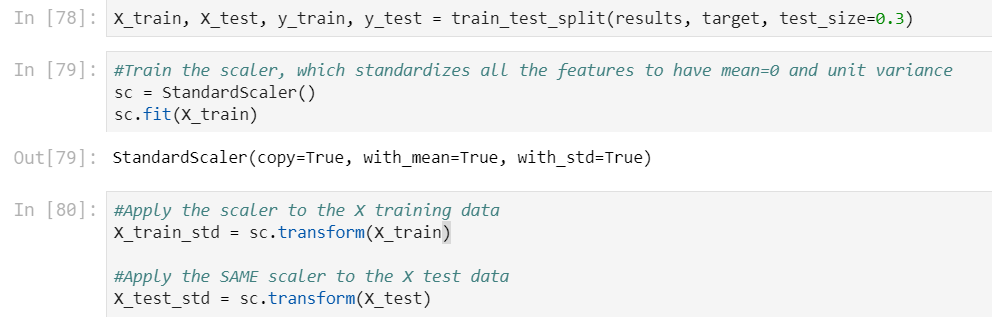 In [78]: X_train, X_test, y_train, y_test = train_test_split(results, target, test_size=0.3)
In [79]: #Train the scaler, which standardizes all the features to have mean=0 and unit variance
sc = StandardScaler()
sc.fit(X_train)
Out[79]: StandardScaler(copy=True, with_mean=True, with_std=True)
In [80]: #Apply the scaler to the X training data
X_train_std = sc.transform(X_train)
#Apply the SAME scaler to the X test data
X_test_std = sc.transform(X_test)